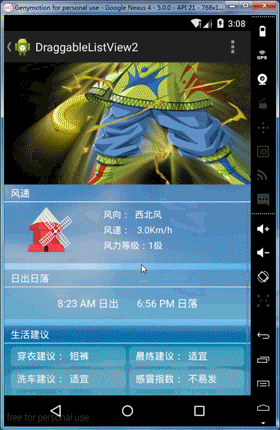 Genymotion for personal use - Google Nexus 4 - 5.0.0 - API 21 - 768x1...
3:08
DraggableListView2
GPS
风速
风向： 西北风
风速： 3.0Km/h
风力等级：1级
日出日落
8:23 AM 日出 6:56 PM 日落
生活建议
穿衣建议： 短裤 晨练建议： 适宜
洗车建议： 适宜 感冒指数： 不易发
free for personal use
ID